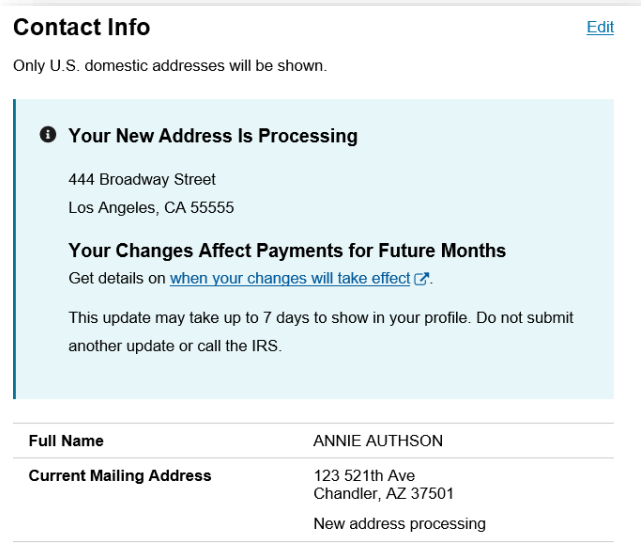 Contact Info
Edit
Only U.S. domestic addresses will be shown.
Your New Address Is Processing
444 Broadway Street
Los Angeles, CA 55555
Your Changes Affect Payments for Future Months
Get details on when your changes will take effect.
This update may take up to 7 days to show in your profile. Do not submit
another update or call the IRS.
Full Name ANNIE AUTHSON
Current Mailing Address 123 521th Ave
Chandler, AZ 37501
New address processing